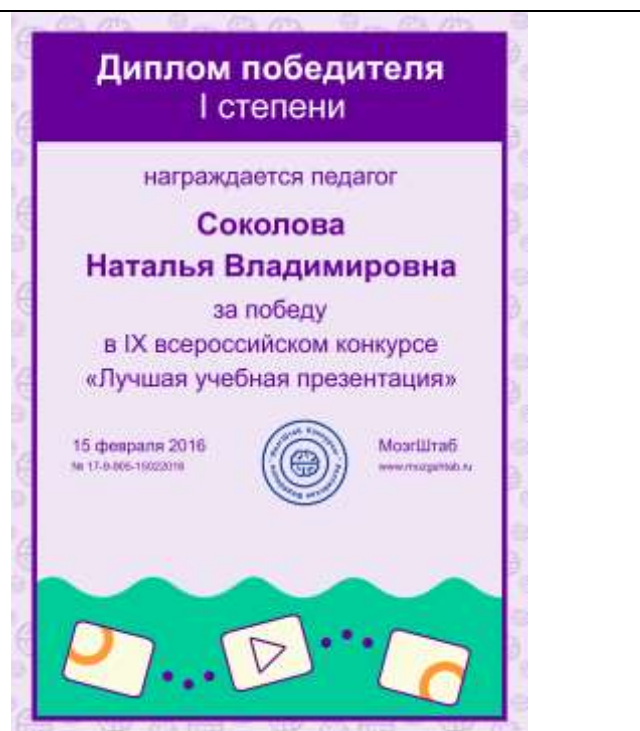 Диплом победителя
I степени
награждается педагог
Соколова
Наталья Владимировна
за победу
в IX всероссийском конкурсе
«Лучшая учебная презентация»
15 февраля 2016
МозгШтаб
www.mozgshtab.ru